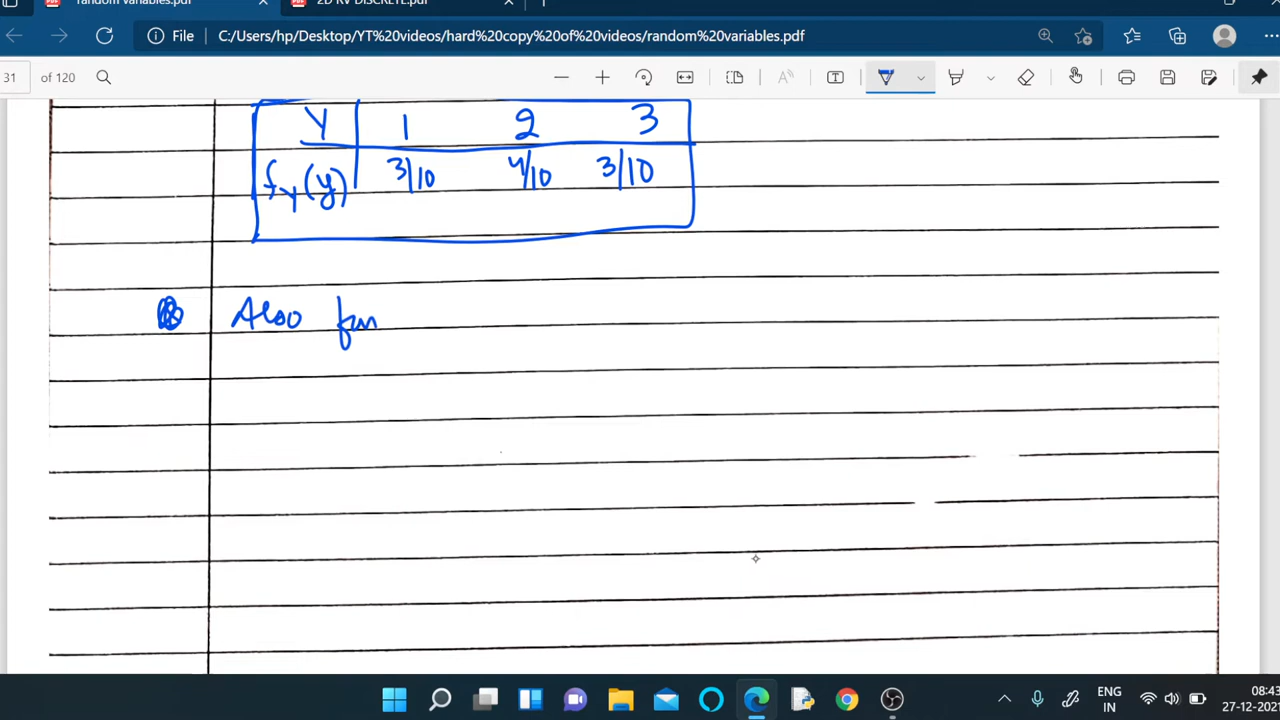 random variables.pdf
2D RV DISCRETE.pdf
File C:/Users/hp/Desktop/YT%20videos/hard%20copy%20of%20videos/random%20variables.pdf
31 of 120
Y 1 2 3
fY(y) 3/10 4/10 3/10
Also fun
ENG
IN
08:43
27-12-202